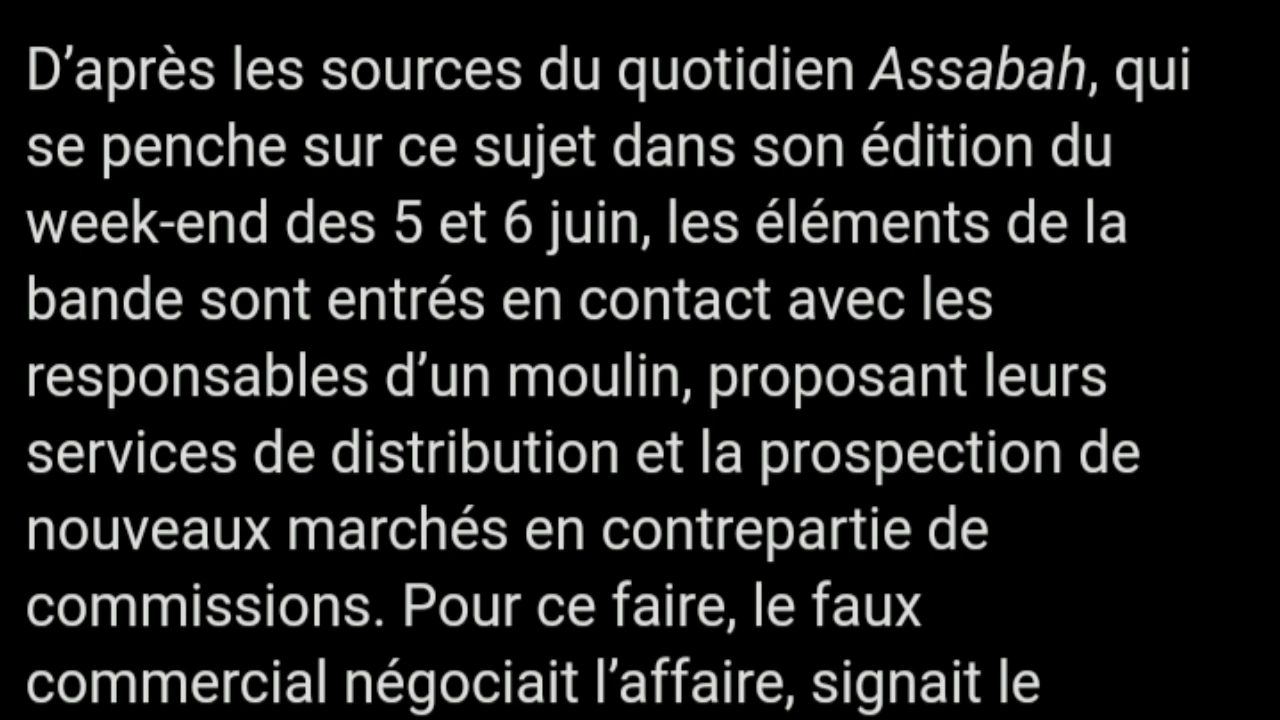 D’après les sources du quotidien Assabah, qui
se penche sur ce sujet dans son édition du
week-end des 5 et 6 juin, les éléments de la
bande sont entrés en contact avec les
responsables d’un moulin, proposant leurs
services de distribution et la prospection de
nouveaux marchés en contrepartie de
commissions. Pour ce faire, le faux
commercial négociait l’affaire, signait le